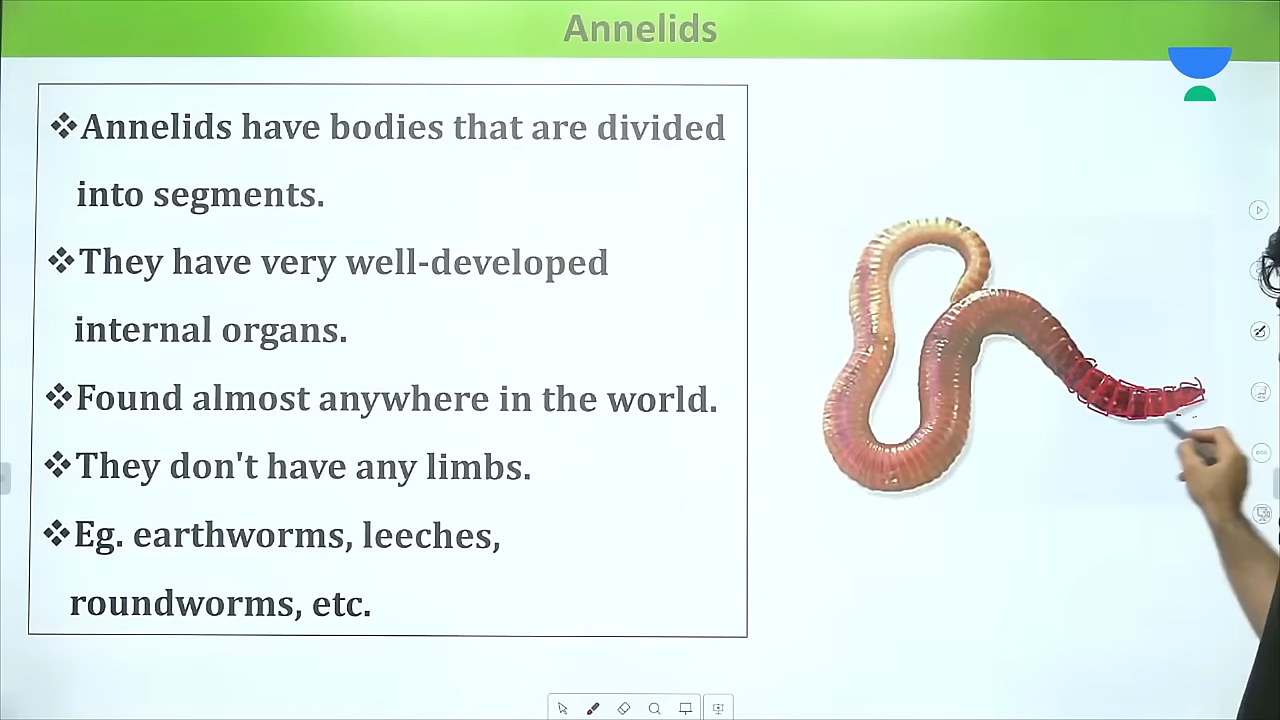 Annelids
❖Annelids have bodies that are divided
into segments.
❖They have very well-developed
internal organs.
❖Found almost anywhere in the world.
❖They don't have any limbs.
❖Eg. earthworms, leeches,
roundworms, etc.